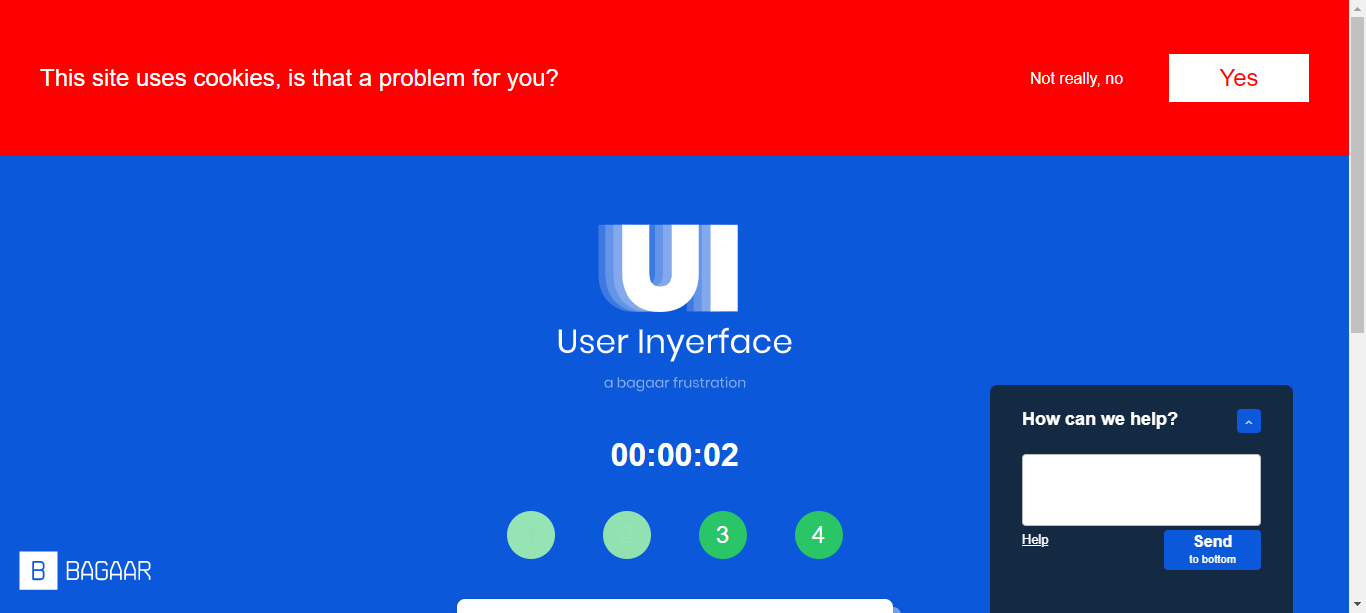 This site uses cookies, is that a problem for you?
Not really, no
Yes
UI
User Inyerface
a bagaar frustration
00:00:02
1 2 3 4
How can we help?
Help
Send
to bottom
B BAGAAR